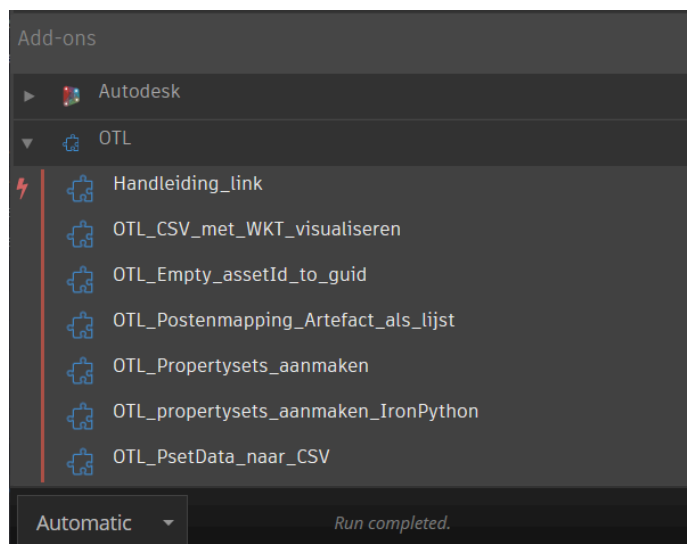 Add-ons
Autodesk
OTL
Handleiding_link
OTL_CSV_met_WKT_visualiseren
OTL_Empty_assetId_to_guid
OTL_Postenmapping_Artefact_als_lijst
OTL_Propertysets_aanmaken
OTL_propertysets_aanmaken_IronPython
OTL_PsetData_naar_CSV
Automatic Run completed.